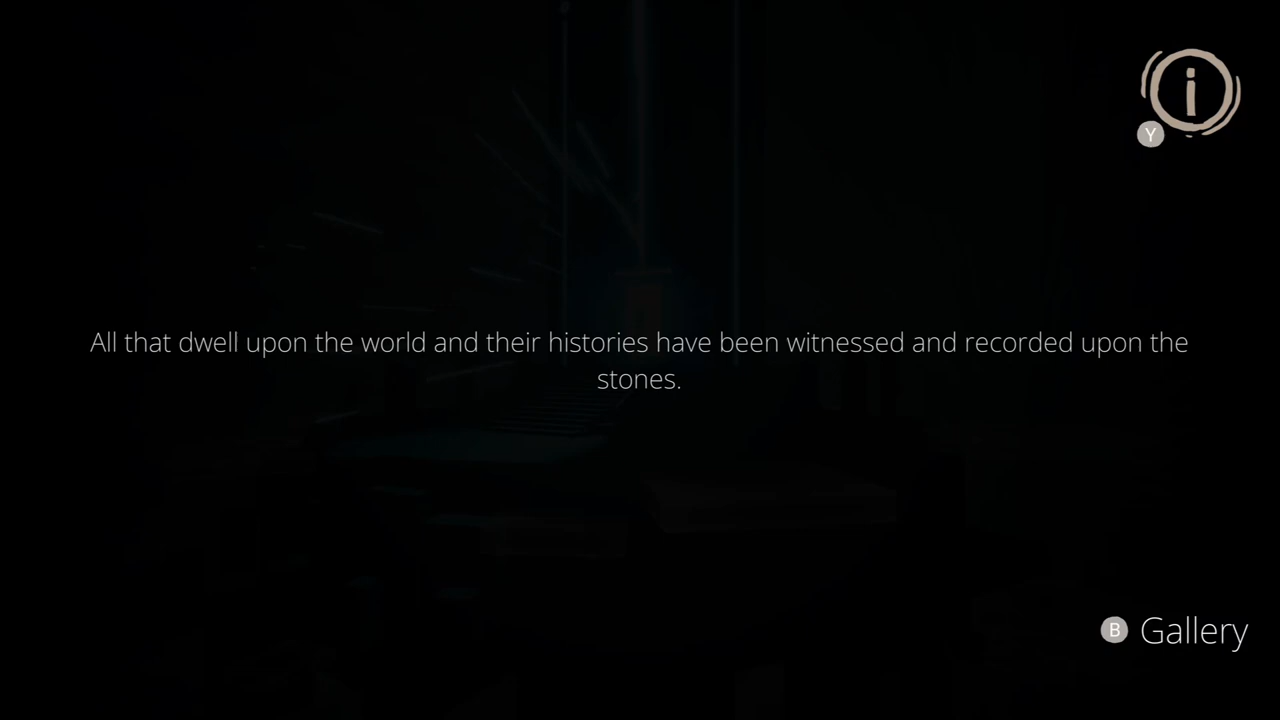 i
Y
All that dwell upon the world and their histories have been witnessed and recorded upon the
stones.
B Gallery